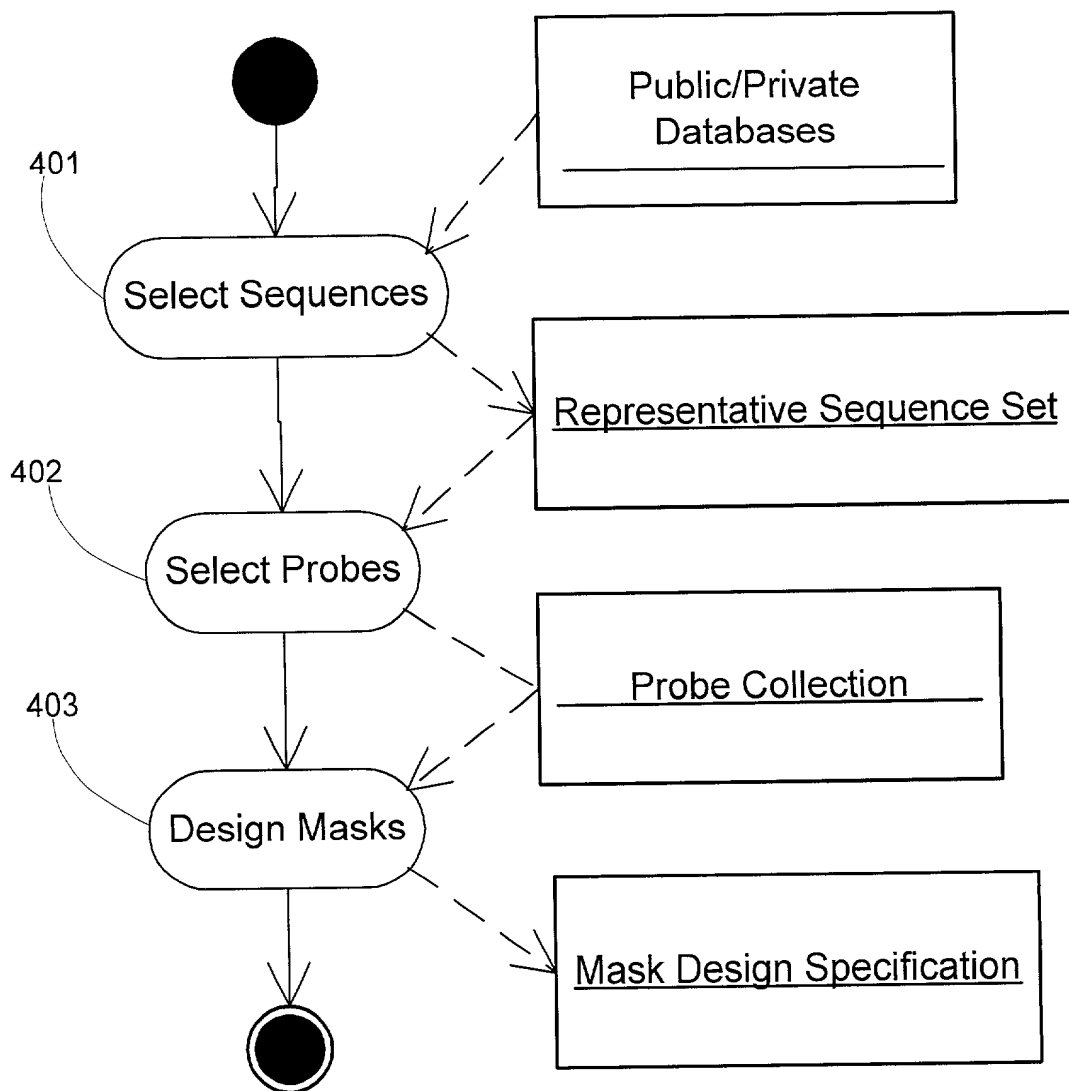 Public/Private
Databases
401
Select Sequences
Representative Sequence Set
402
Select Probes
Probe Collection
403
Design Masks
Mask Design Specification